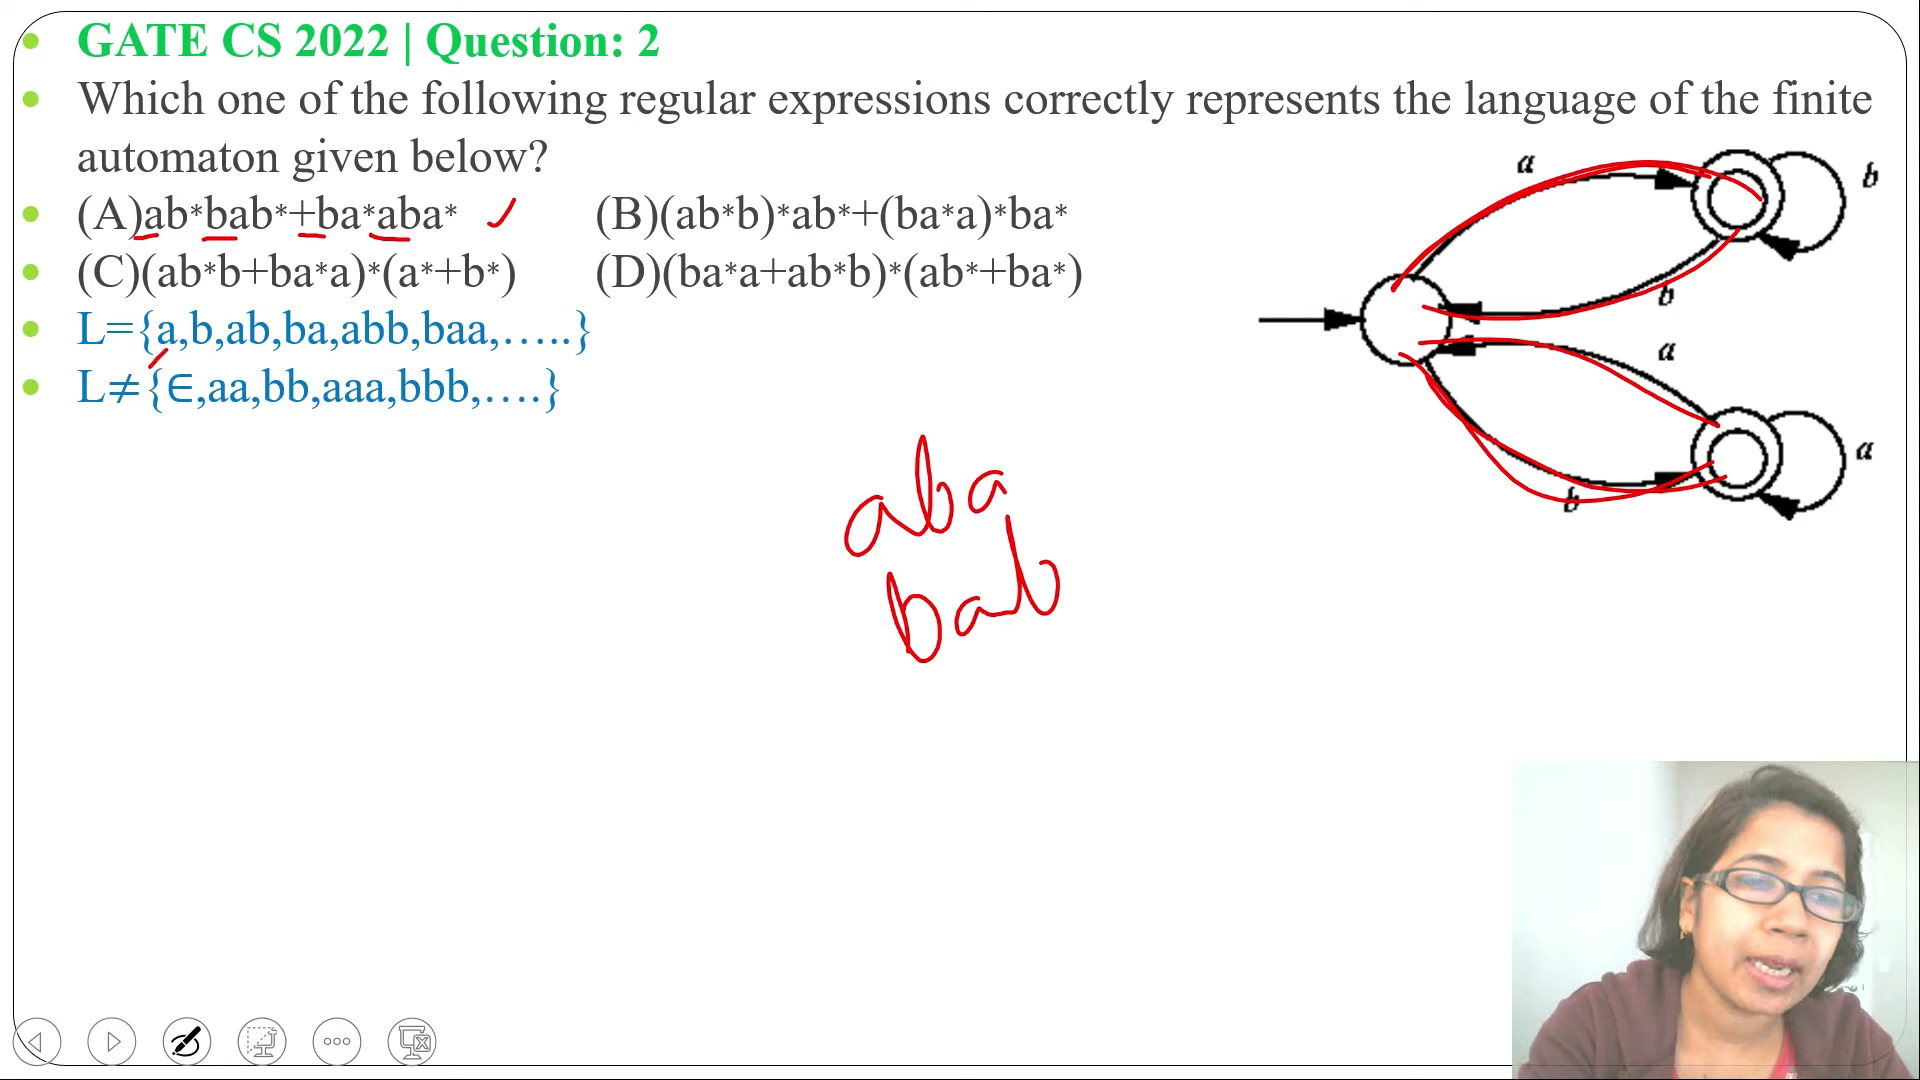 GATE CS 2022 | Question: 2
Which one of the following regular expressions correctly represents the language of the finite
automaton given below?
(A)ab*bab*+ba*aba* (B)(ab*b)*ab*+(ba*a)*ba*
(C)(ab*b+ba*a)*(a*+b*) (D)(ba*a+ab*b)*(ab*+ba*)
L={a,b,ab,ba,abb,baa,…..}
L≠{∈,aa,bb,aaa,bbb,….}
a
b
b
a
a
b
aba
bab